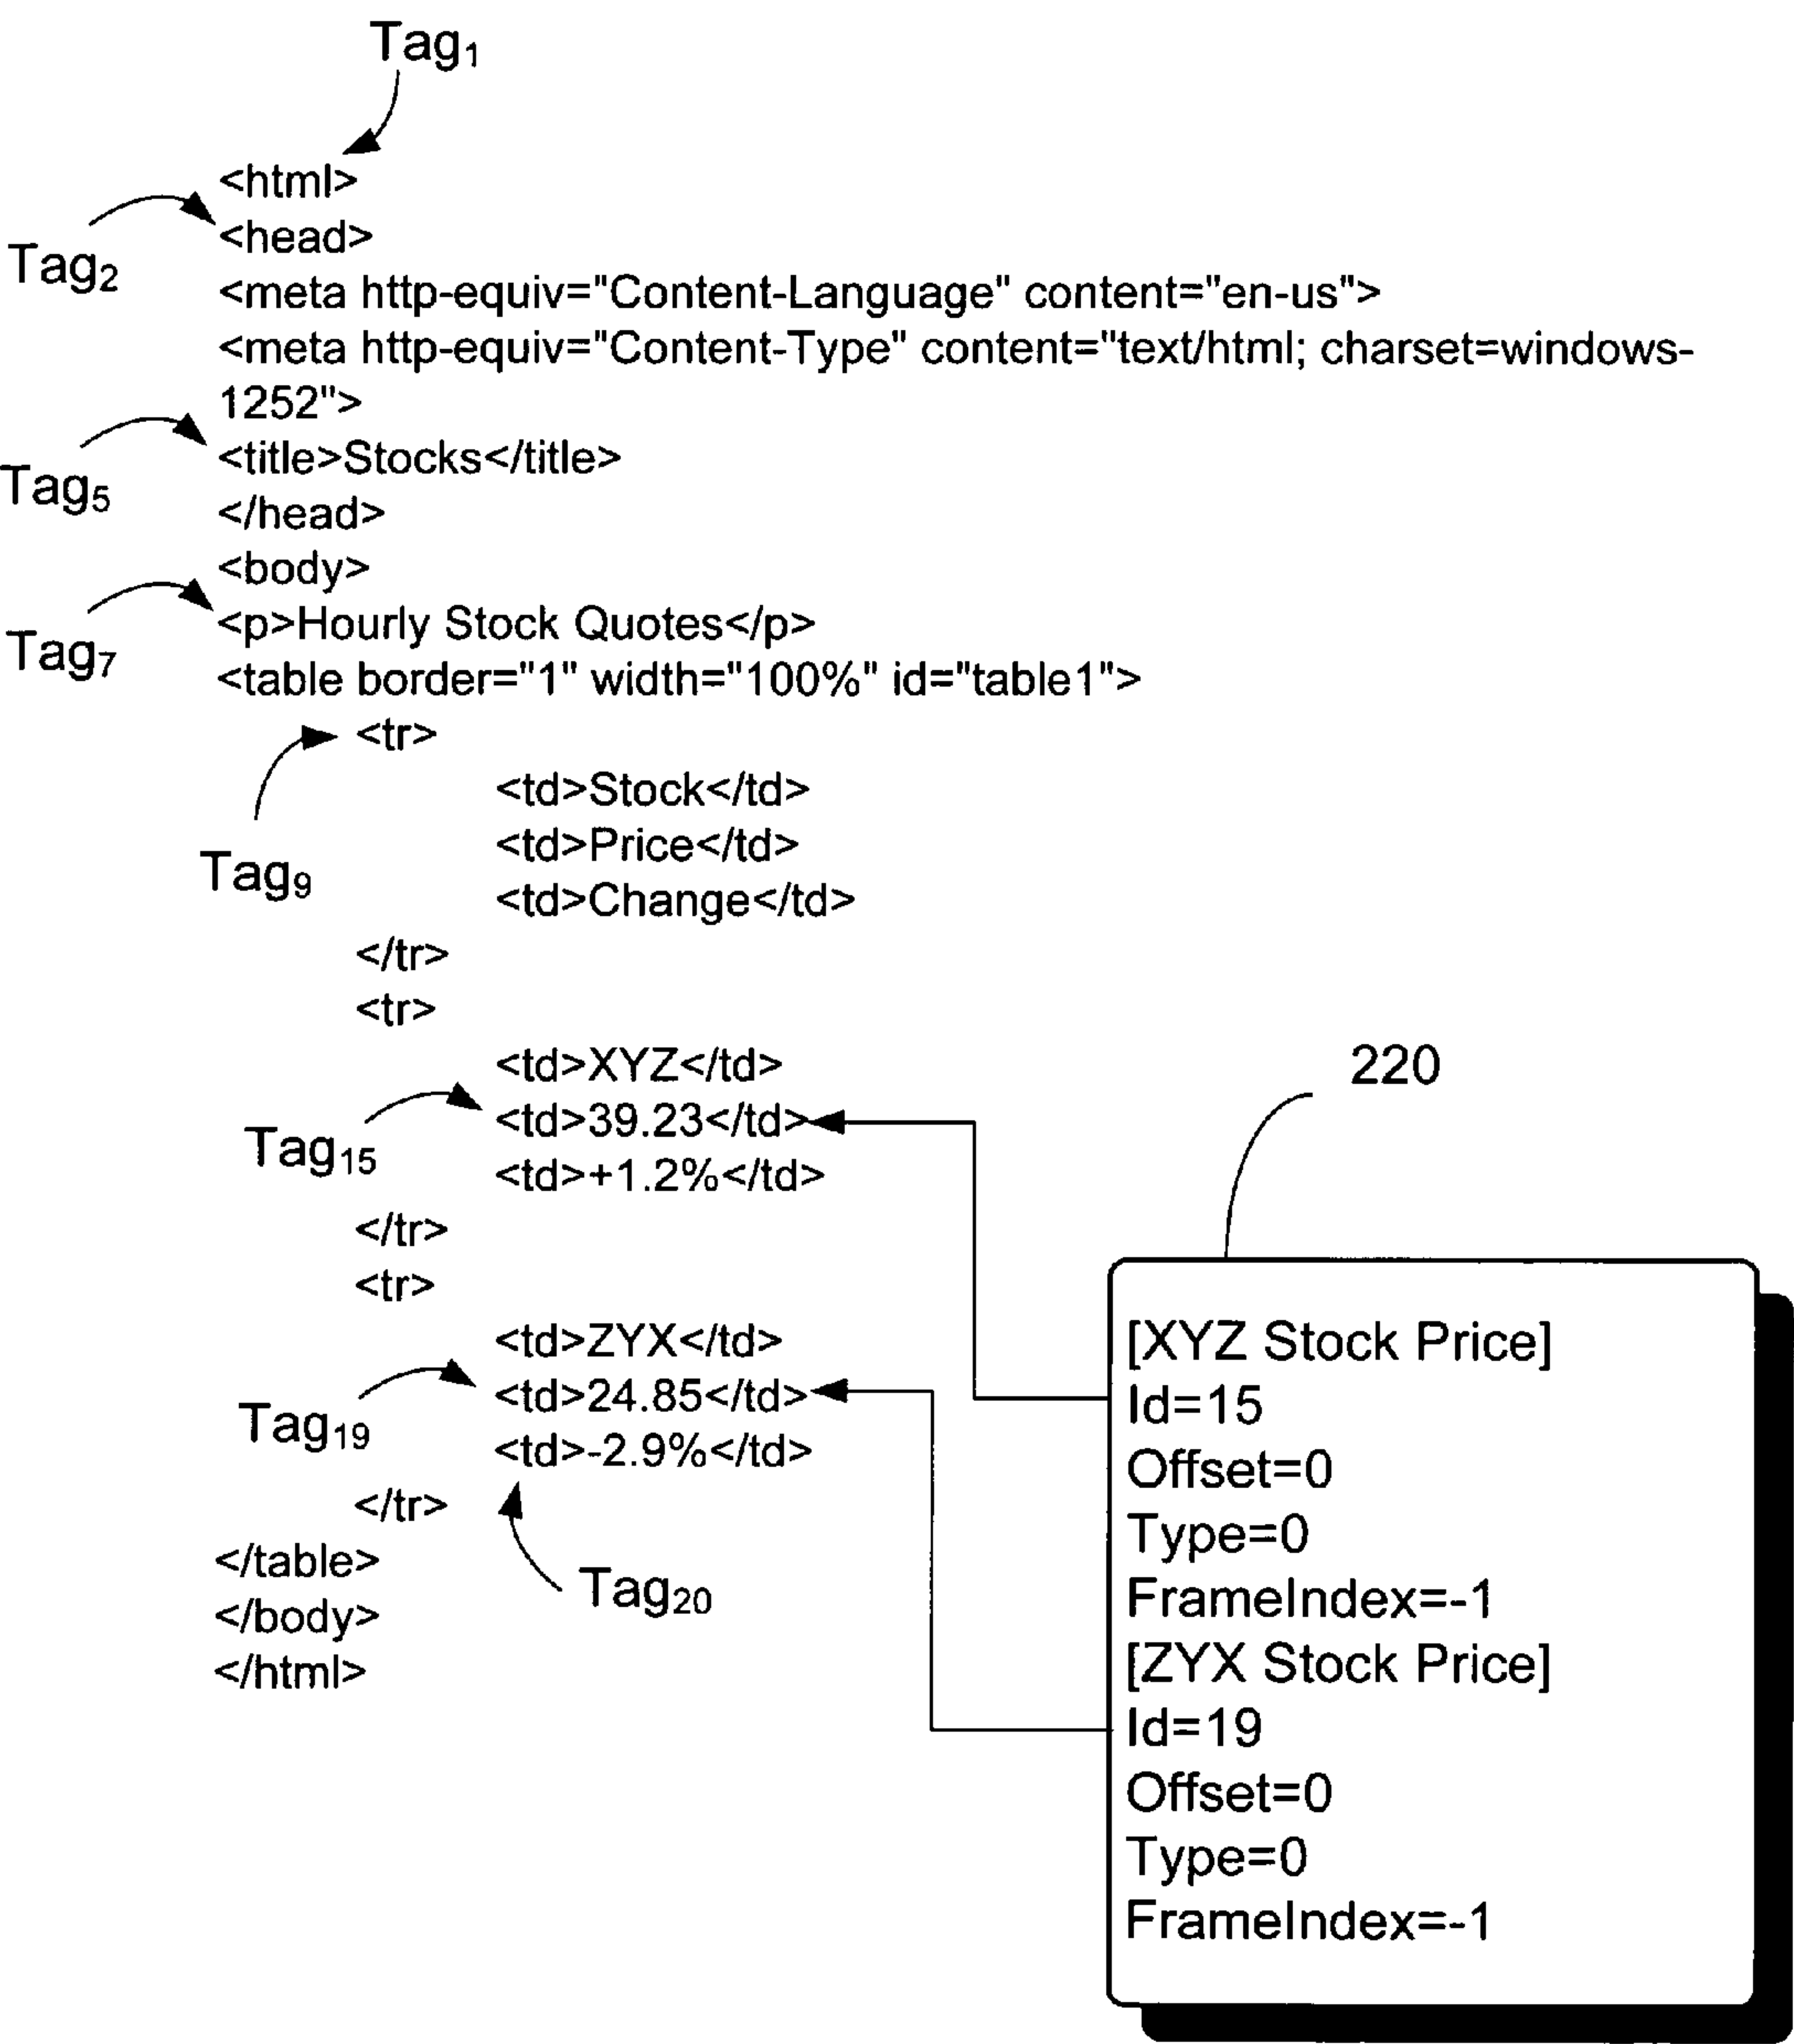 Tag1
<html>
<head>
Tag2
<meta http-equiv="Content-Language" content="en-us">
<meta http-equiv="Content-Type" content="text/html; charset=windows-
1252">
<title>Stocks</title>
Tag5
</head>
<body>
<p>Hourly Stock Quotes</p>
Tag7
<table border="1" width="100%" id="table1">
<tr>
<td>Stock</td>
<td>Price</td>
Tag9
<td>Change</td>
</tr>
<tr>
<td>XYZ</td>
<td>39.23</td>
Tag15
<td>+1.2%</td>
</tr>
<tr>
<td>ZYX</td>
<td>24.85</td>
Tag19
<td>-2.9%</td>
</tr>
</table>
Tag20
</body>
</html>
220
[XYZ Stock Price]
Id=15
Offset=0
Type=0
FrameIndex=-1
[ZYX Stock Price]
Id=19
Offset=0
Type=0
FrameIndex=-1